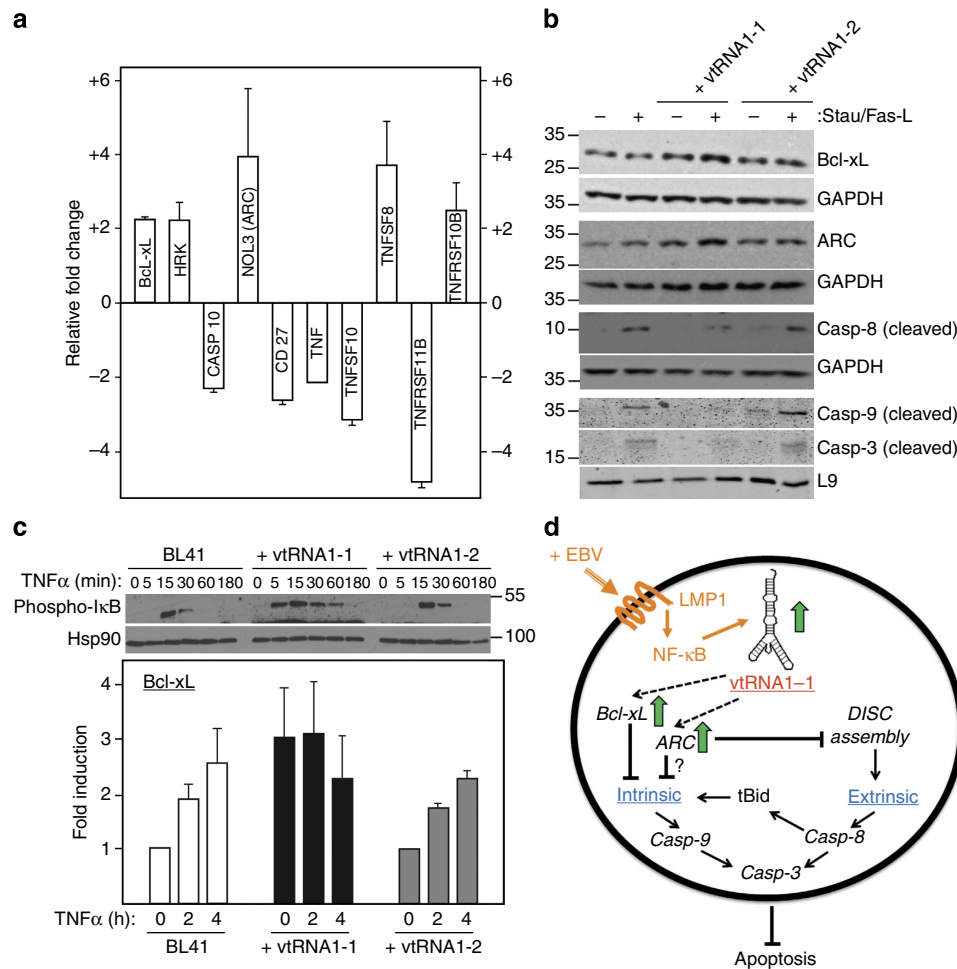 a
+6
+4
+2
0
−2
−4
Relative fold change
BcL-xL
HRK
CASP 10
NOL3 (ARC)
CD 27
TNF
TNFSF10
TNFSF8
TNFRSF11B
TNFRSF10B
+6
+4
+2
0
−2
−4
b
+ vtRNA1-1
+ vtRNA1-2
− + − + − + :Stau/Fas-L
35
25
Bcl-xL
35
GAPDH
35
25
ARC
35
GAPDH
10
Casp-8 (cleaved)
35
GAPDH
35
Casp-9 (cleaved)
15
Casp-3 (cleaved)
L9
c
BL41 + vtRNA1-1 + vtRNA1-2
TNFα (min): 0 5 15 30 60 180 0 5 15 30 60 180 0 5 15 30 60 180
Phospho-IκB
55
Hsp90
100
Bcl-xL
4
3
2
1
Fold induction
TNFα (h): 0 2 4 0 2 4 0 2 4
BL41 + vtRNA1-1 + vtRNA1-2
d
+ EBV
LMP1
NF-κB
vtRNA1–1
Bcl-xL
ARC
?
DISC
assembly
Intrinsic
tBid
Extrinsic
Casp-9
Casp-8
Casp-3
Apoptosis